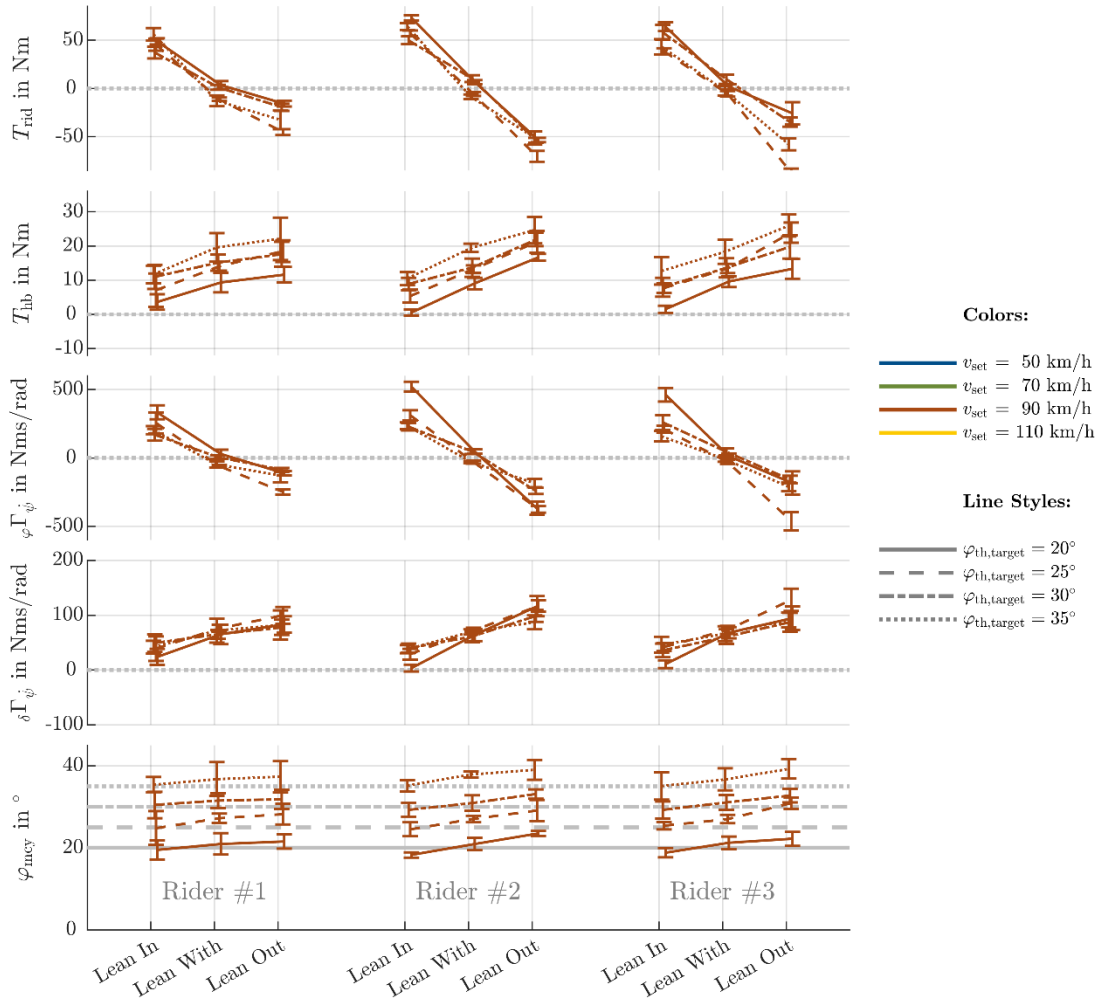 T_rid in Nm
50
0
-50
T_hb in Nm
30
20
10
0
-10
φΓψ̇ in Nms/rad
500
0
-500
δΓψ̇ in Nms/rad
200
100
0
-100
φ_mcy in °
40
20
0
Rider #1
Rider #2
Rider #3
Lean In
Lean With
Lean Out
Lean In
Lean With
Lean Out
Lean In
Lean With
Lean Out
Colors:
v_set = 50 km/h
v_set = 70 km/h
v_set = 90 km/h
v_set = 110 km/h
Line Styles:
φ_th,target = 20°
φ_th,target = 25°
φ_th,target = 30°
φ_th,target = 35°